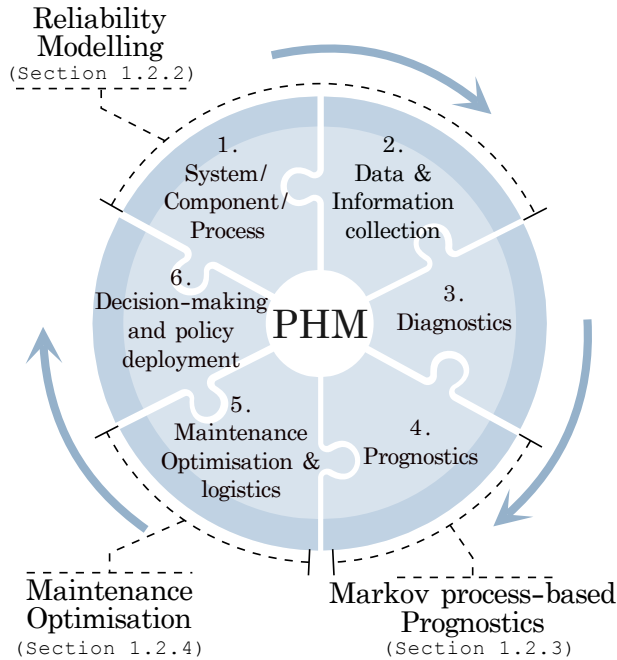 Reliability
Modelling
(Section 1.2.2)
1.
System/
Component/
Process
2.
Data &
Information
collection
3.
Diagnostics
4.
Prognostics
5.
Maintenance
Optimisation &
logistics
6.
Decision-making
and policy
deployment
PHM
Maintenance
Optimisation
(Section 1.2.4)
Markov process-based
Prognostics
(Section 1.2.3)